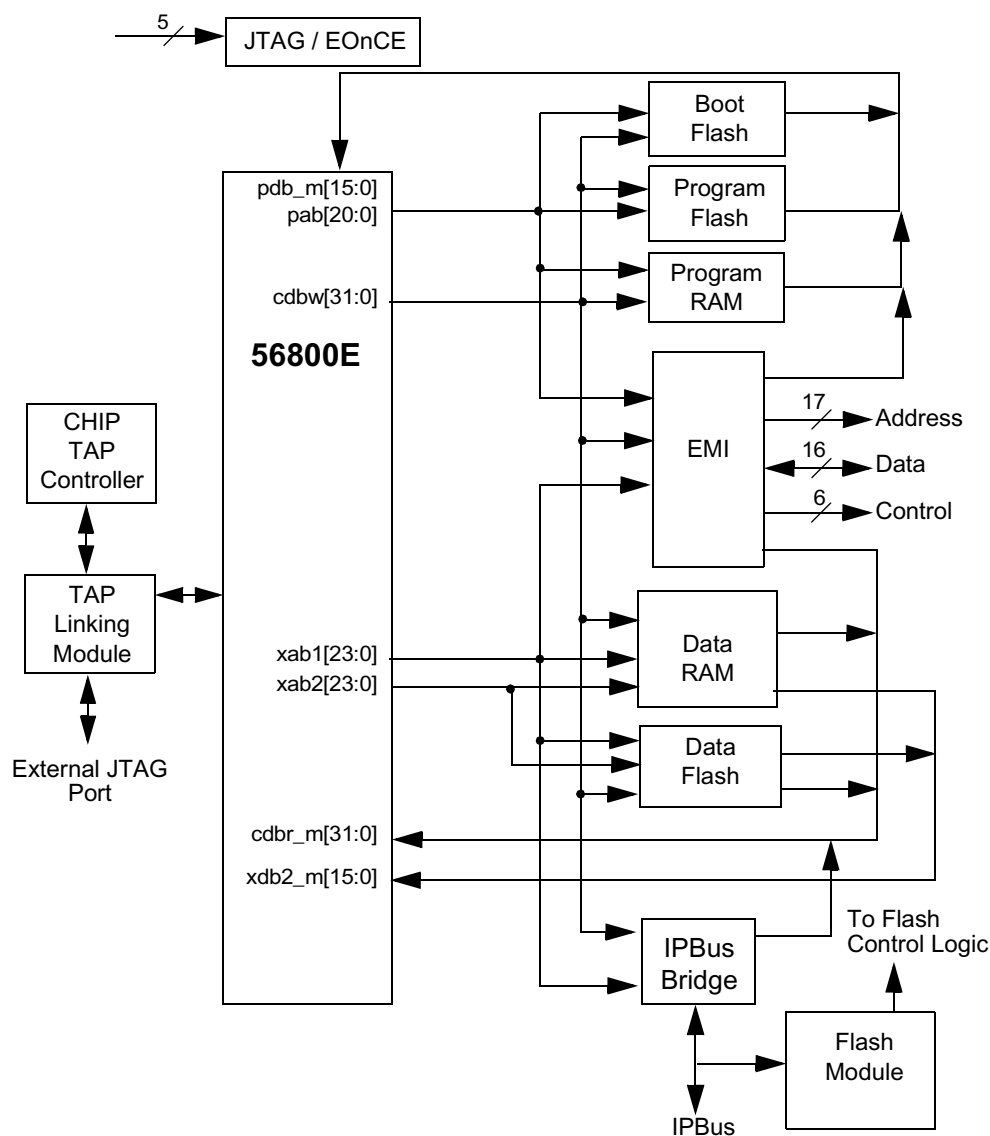 5
JTAG / EOnCE
Boot
Flash
pdb_m[15:0]
pab[20:0]
Program
Flash
cdbw[31:0]
Program
RAM
56800E
CHIP
TAP
Controller
EMI
17
Address
16
Data
6
Control
TAP
Linking
Module
xab1[23:0]
xab2[23:0]
Data
RAM
Data
Flash
External JTAG
Port
cdbr_m[31:0]
xdb2_m[15:0]
To Flash
Control Logic
IPBus
Bridge
Flash
Module
IPBus